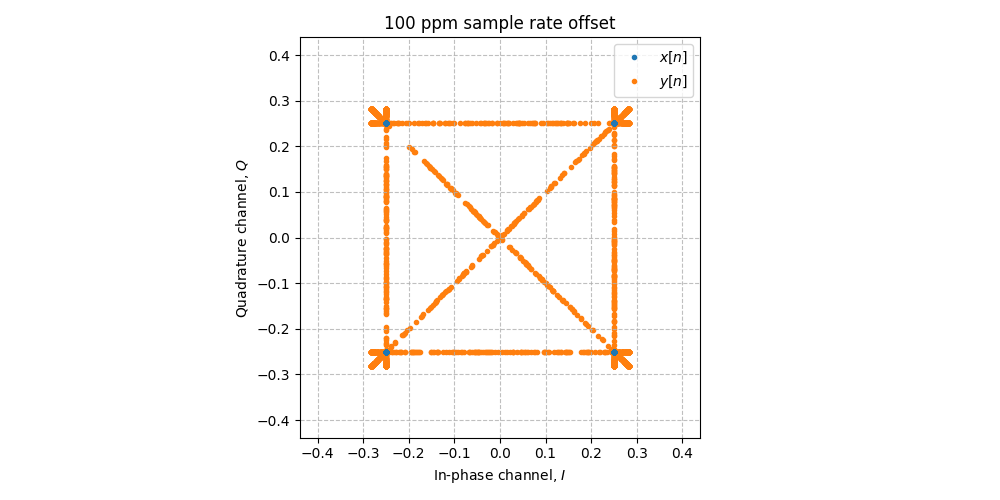 100 ppm sample rate offset
x[n]
y[n]
0.4
0.3
0.2
0.1
0.0
−0.1
−0.2
−0.3
−0.4
Quadrature channel, Q
−0.4 −0.3 −0.2 −0.1 0.0 0.1 0.2 0.3 0.4
In-phase channel, I